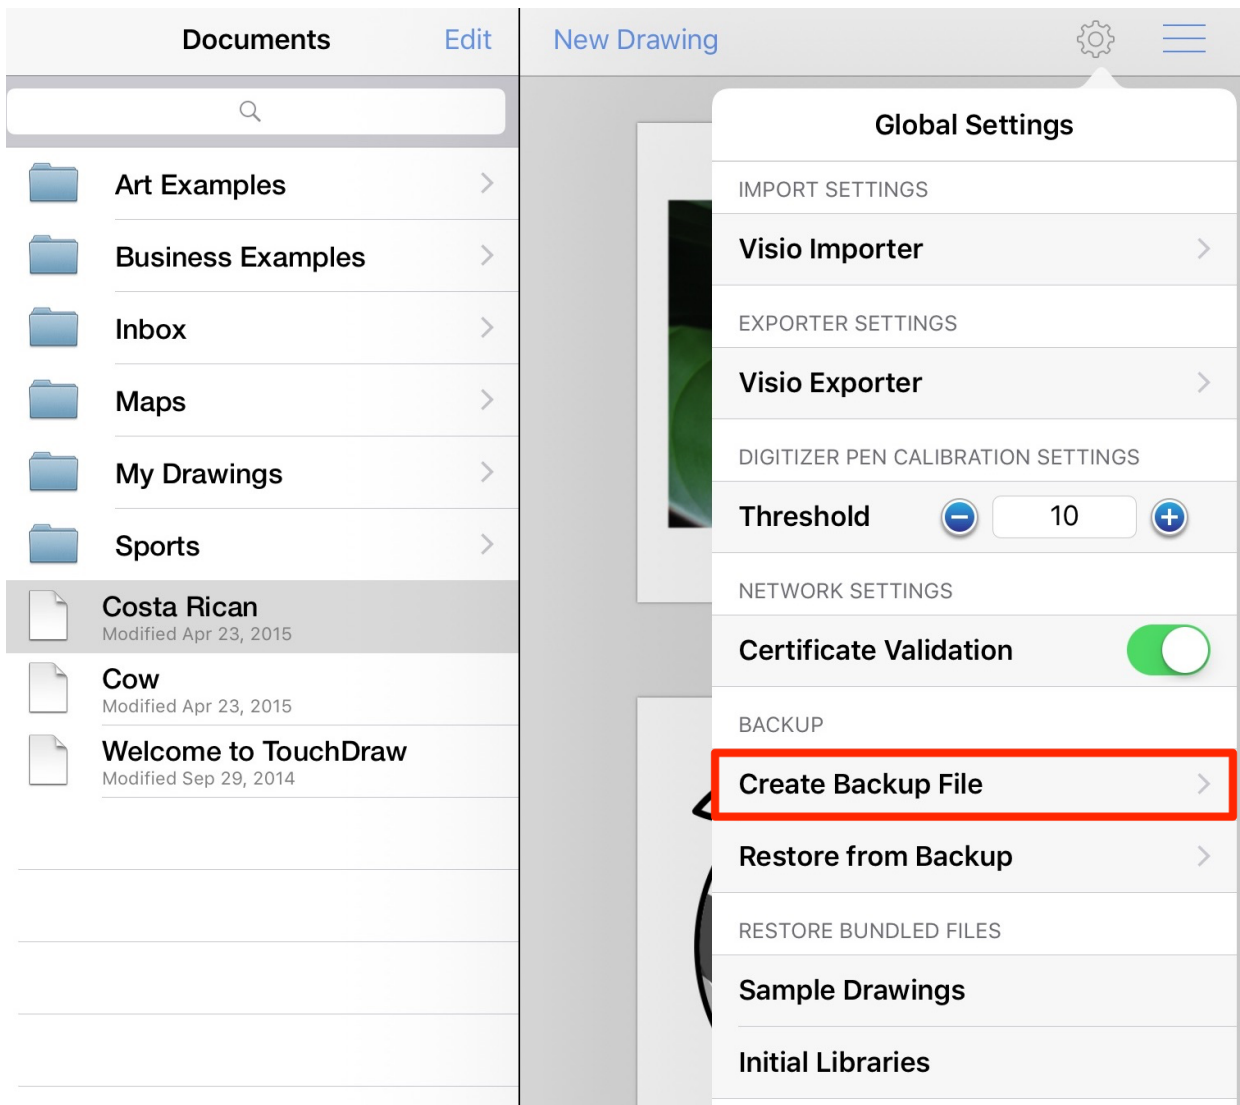 Documents
Edit
New Drawing
Art Examples
Business Examples
Inbox
Maps
My Drawings
Sports
Costa Rican
Modified Apr 23, 2015
Cow
Modified Apr 23, 2015
Welcome to TouchDraw
Modified Sep 29, 2014
Global Settings
IMPORT SETTINGS
Visio Importer
EXPORTER SETTINGS
Visio Exporter
DIGITIZER PEN CALIBRATION SETTINGS
Threshold 10
NETWORK SETTINGS
Certificate Validation
BACKUP
Create Backup File
Restore from Backup
RESTORE BUNDLED FILES
Sample Drawings
Initial Libraries